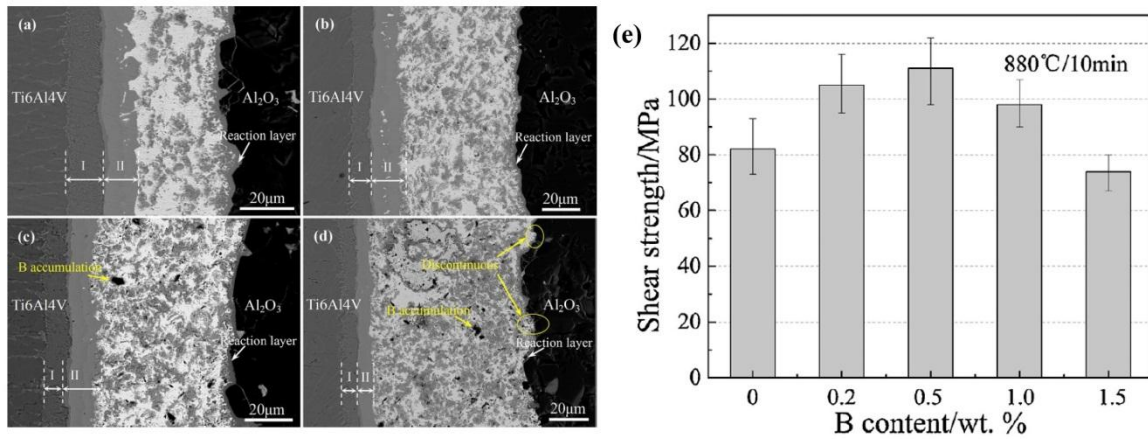 (a)
Ti6Al4V
Al₂O₃
Reaction layer
I
II
20μm
(b)
Ti6Al4V
Al₂O₃
Reaction layer
I
II
20μm
(c)
B accumulation
Ti6Al4V
Al₂O₃
Reaction layer
I
II
20μm
(d)
Discontinuous
Ti6Al4V
Al₂O₃
B accumulation
Reaction layer
I
II
20μm
(e)
880℃/10min
Shear strength/MPa
120
100
80
60
40
20
0
0
0.2
0.5
1.0
1.5
B content/wt. %